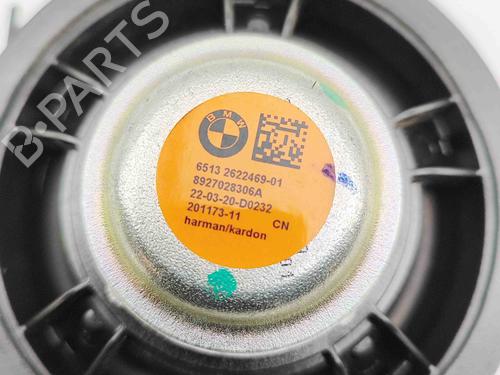 B-PARTS
BMW
6513 2622469-01
8927028306A
22-03-20-D0232
201173-11 CN
harman/kardon